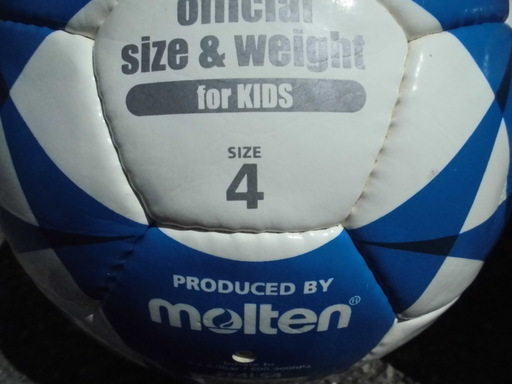 official
size & weight
for KIDS
SIZE
4
PRODUCED BY
molten®